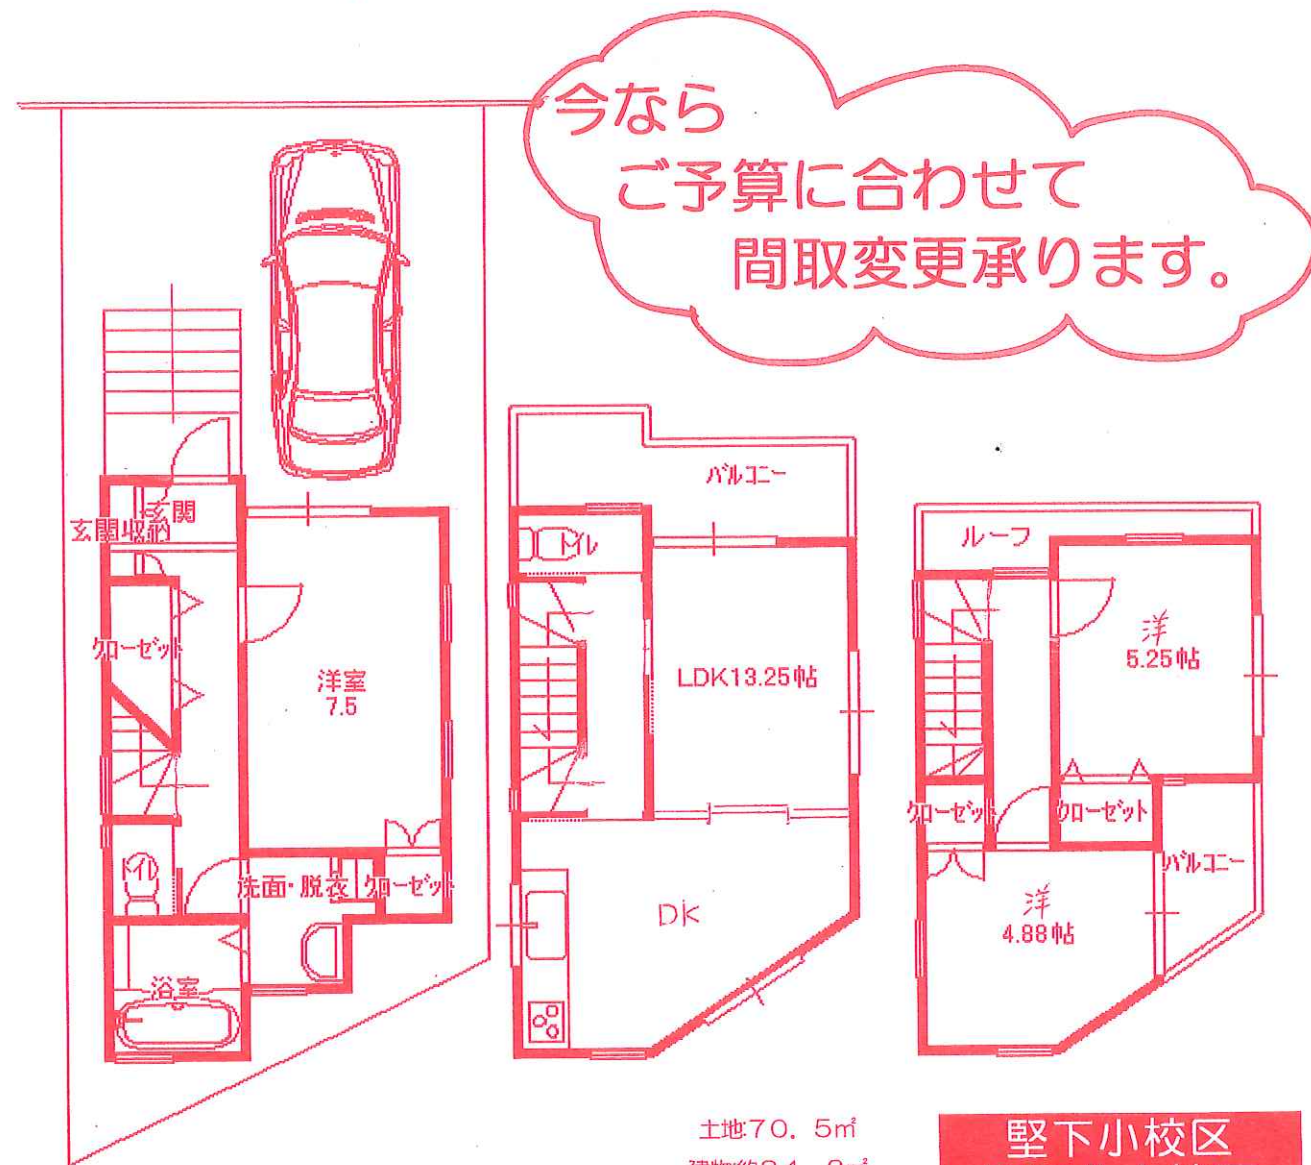 今なら
ご予算に合わせて
間取変更承ります。
玄関
玄関収納
クローゼット
洋室
7.5
トイレ
洗面・脱衣
クローゼット
浴室
バルコニー
トイレ
LDK13.25帖
DK
ルーフ
洋
5.25帖
クローゼット
クローゼット
バルコニー
洋
4.88帖
土地70.5㎡
堅下小校区